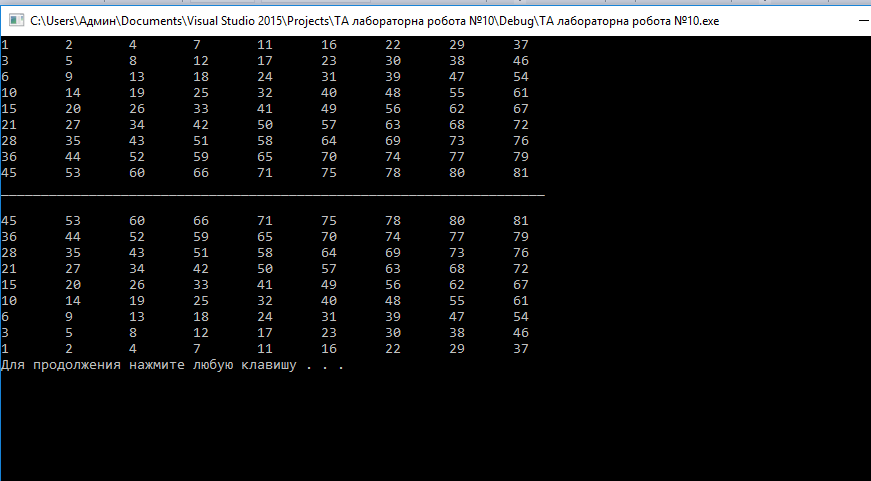 C:\Users\Админ\Documents\Visual Studio 2015\Projects\ТА лабораторна робота №10\Debug\ТА лабораторна робота №10.exe
1 2 4 7 11 16 22 29 37
3 5 8 12 17 23 30 38 46
6 9 13 18 24 31 39 47 54
10 14 19 25 32 40 48 55 61
15 20 26 33 41 49 56 62 67
21 27 34 42 50 57 63 68 72
28 35 43 51 58 64 69 73 76
36 44 52 59 65 70 74 77 79
45 53 60 66 71 75 78 80 81
45 53 60 66 71 75 78 80 81
36 44 52 59 65 70 74 77 79
28 35 43 51 58 64 69 73 76
21 27 34 42 50 57 63 68 72
15 20 26 33 41 49 56 62 67
10 14 19 25 32 40 48 55 61
6 9 13 18 24 31 39 47 54
3 5 8 12 17 23 30 38 46
1 2 4 7 11 16 22 29 37
Для продолжения нажмите любую клавишу . . .